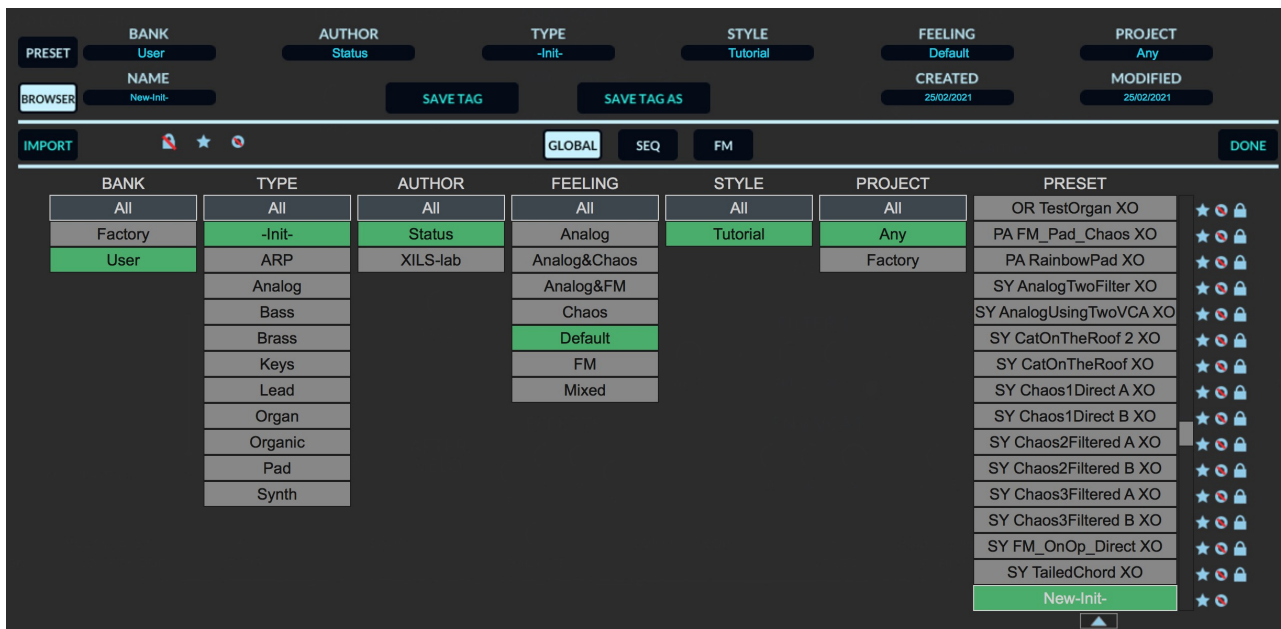 BANK AUTHOR TYPE STYLE FEELING PROJECT
PRESET User Status -Init- Tutorial Default Any
NAME CREATED MODIFIED
BROWSER New-Init- SAVE TAG SAVE TAG AS 25/02/2021 25/02/2021
IMPORT GLOBAL SEQ FM DONE
BANK TYPE AUTHOR FEELING STYLE PROJECT PRESET
All All All All All All OR TestOrgan XO
Factory -Init- Status Analog Tutorial Any PA FM_Pad_Chaos XO
User ARP XILS-lab Analog&Chaos Factory PA RainbowPad XO
Analog Analog&FM SY AnalogTwoFilter XO
Bass Chaos SY AnalogUsingTwoVCA XO
Brass Default SY CatOnTheRoof 2 XO
Keys FM SY CatOnTheRoof XO
Lead Mixed SY Chaos1Direct A XO
Organ SY Chaos1Direct B XO
Organic SY Chaos2Filtered A XO
Pad SY Chaos2Filtered B XO
Synth SY Chaos3Filtered A XO
SY Chaos3Filtered B XO
SY FM_OnOp_Direct XO
SY TailedChord XO
New-Init-